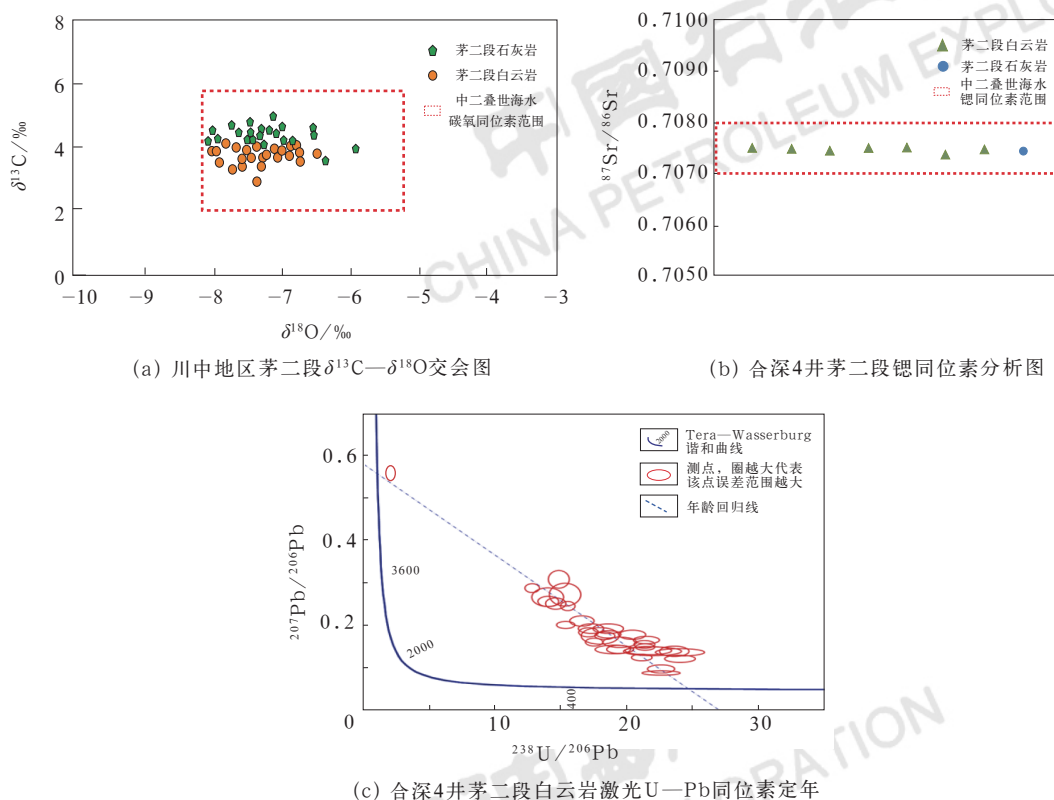 8
6
4
2
0
δ¹³C/‰
−10
−9
−8
−7
−6
−5
−4
−3
δ¹⁸O/‰
茅二段石灰岩
茅二段白云岩
中二叠世海水
碳氧同位素范围
(a) 川中地区茅二段δ¹³C—δ¹⁸O交会图
0.7100
0.7090
0.7080
0.7070
0.7060
0.7050
⁸⁷Sr/⁸⁶Sr
茅二段白云岩
茅二段石灰岩
中二叠世海水
锶同位素范围
(b) 合深4井茅二段锶同位素分析图
0.6
0.4
0.2
0
²⁰⁷Pb/²⁰⁶Pb
3600
2000
400
10
20
30
²³⁸U/²⁰⁶Pb
2000
Tera—Wasserburg
谐和曲线
测点，圈越大代表
该点误差范围越大
年龄回归线
(c) 合深4井茅二段白云岩激光U—Pb同位素定年
CHINA PETROLEUM EXPLO
RATION